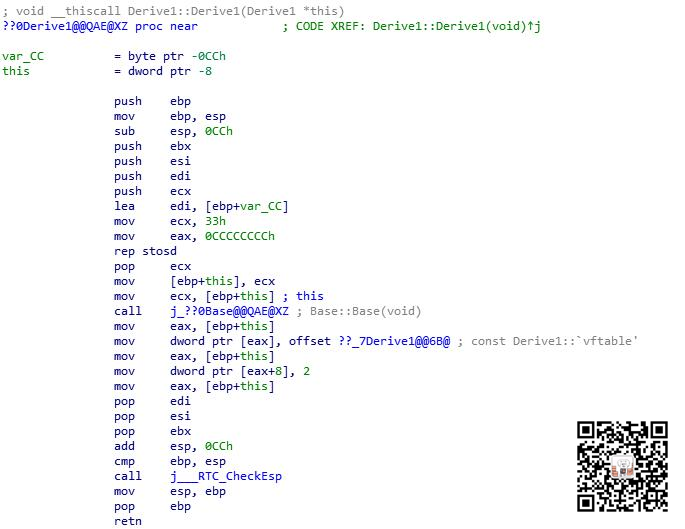 ; void __thiscall Derive1::Derive1(Derive1 *this)
??0Derive1@@QAE@XZ proc near ; CODE XREF: Derive1::Derive1(void)↑j
var_CC = byte ptr -0CCh
this = dword ptr -8
push ebp
mov ebp, esp
sub esp, 0CCh
push ebx
push esi
push edi
push ecx
lea edi, [ebp+var_CC]
mov ecx, 33h
mov eax, 0CCCCCCCCh
rep stosd
pop ecx
mov [ebp+this], ecx
mov ecx, [ebp+this] ; this
call j_??0Base@@QAE@XZ ; Base::Base(void)
mov eax, [ebp+this]
mov dword ptr [eax], offset ??_7Derive1@@6B@ ; const Derive1::`vftable'
mov eax, [ebp+this]
mov dword ptr [eax+8], 2
mov eax, [ebp+this]
pop edi
pop esi
pop ebx
add esp, 0CCh
cmp ebp, esp
call j___RTC_CheckEsp
mov esp, ebp
pop ebp
retn